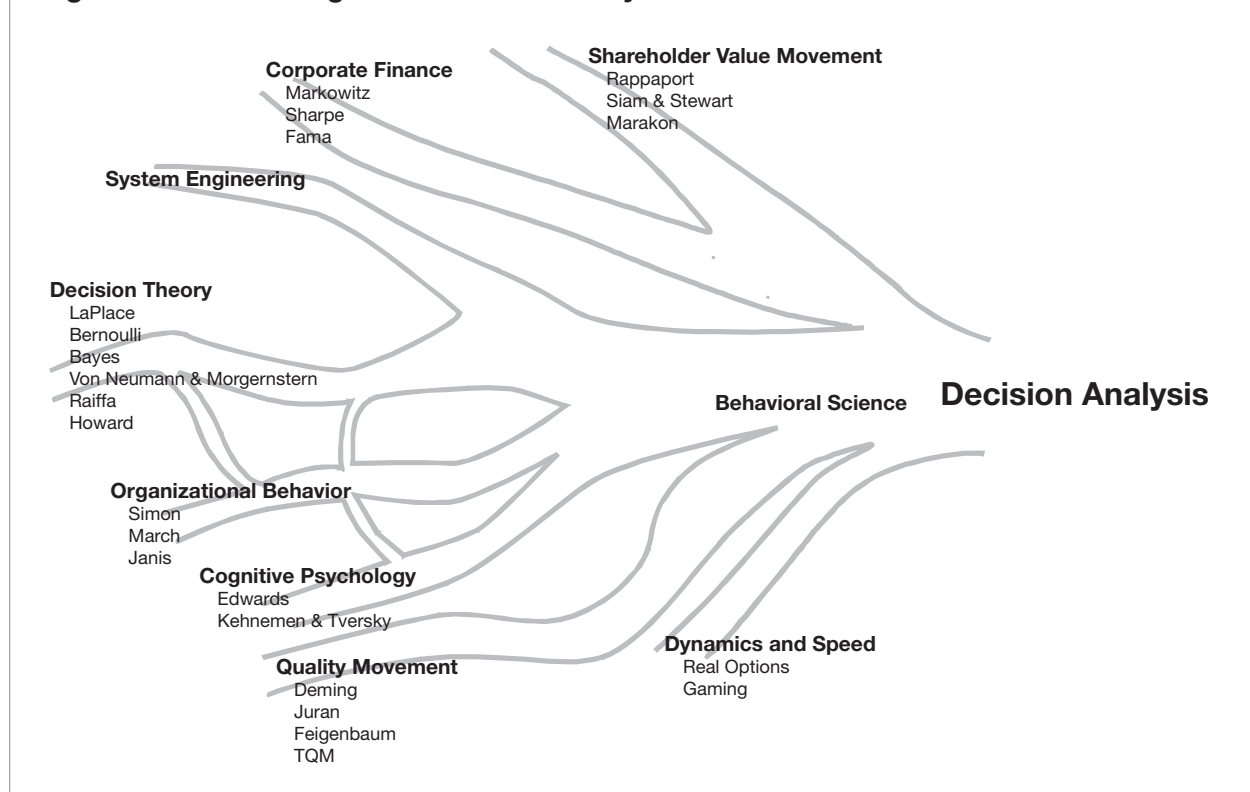 Shareholder Value Movement
Rappaport
Siam & Stewart
Marakon
Corporate Finance
Markowitz
Sharpe
Fama
System Engineering
Decision Theory
LaPlace
Bernoulli
Bayes
Von Neumann & Morgernstern
Raiffa
Howard
Behavioral Science
Decision Analysis
Organizational Behavior
Simon
March
Janis
Cognitive Psychology
Edwards
Kehnemen & Tversky
Quality Movement
Deming
Juran
Feigenbaum
TQM
Dynamics and Speed
Real Options
Gaming